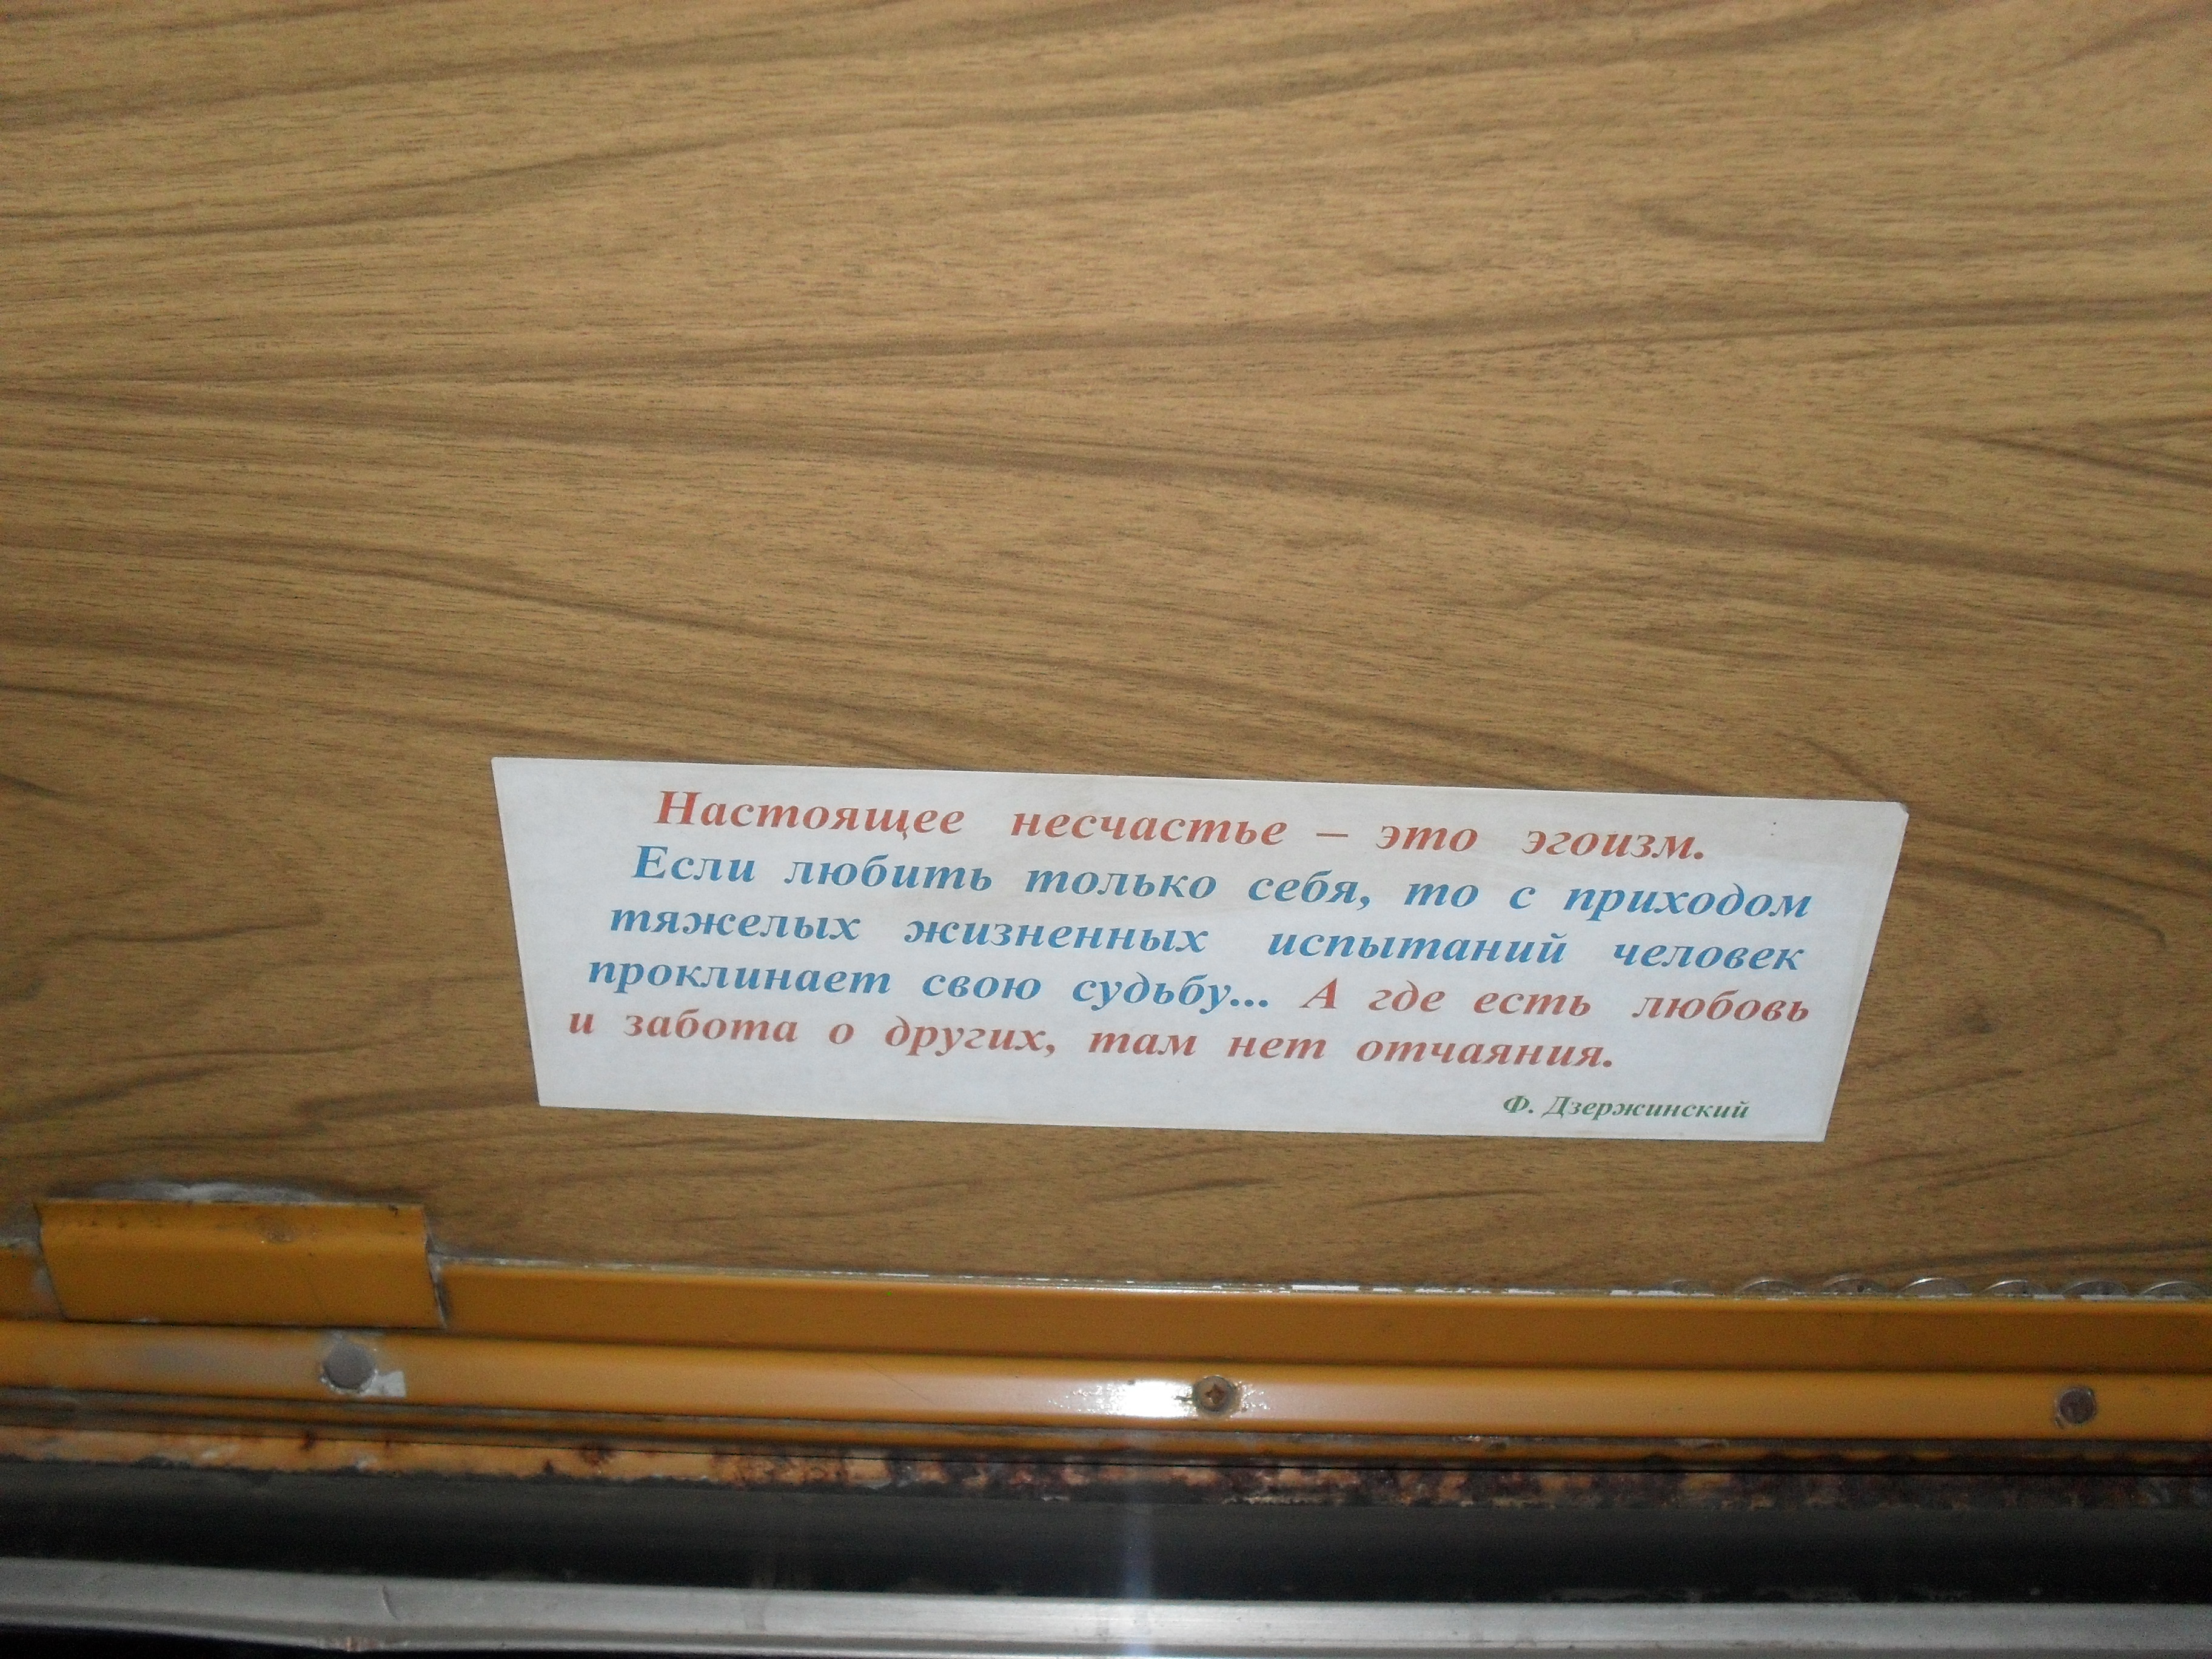 Настоящее несчастье – это эгоизм.
Если любить только себя, то с приходом
тяжелых жизненных испытаний человек
проклинает свою судьбу... А где есть любовь
и забота о других, там нет отчаяния.
Ф. Дзержинский